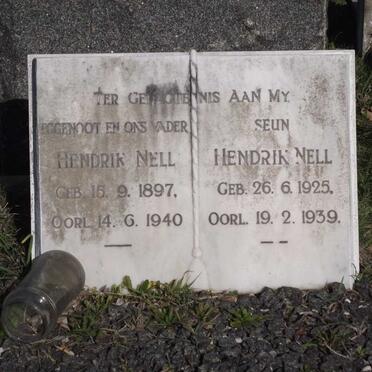 TER GEDAGTENIS AAN MY
EGGENOOT EN ONS VADER
HENDRIK NELL
GEB. 15. 9. 1897,
OORL. 14. 6. 1940
SEUN
HENDRIK NELL
GEB. 26. 6. 1925,
OORL. 19. 2. 1939.